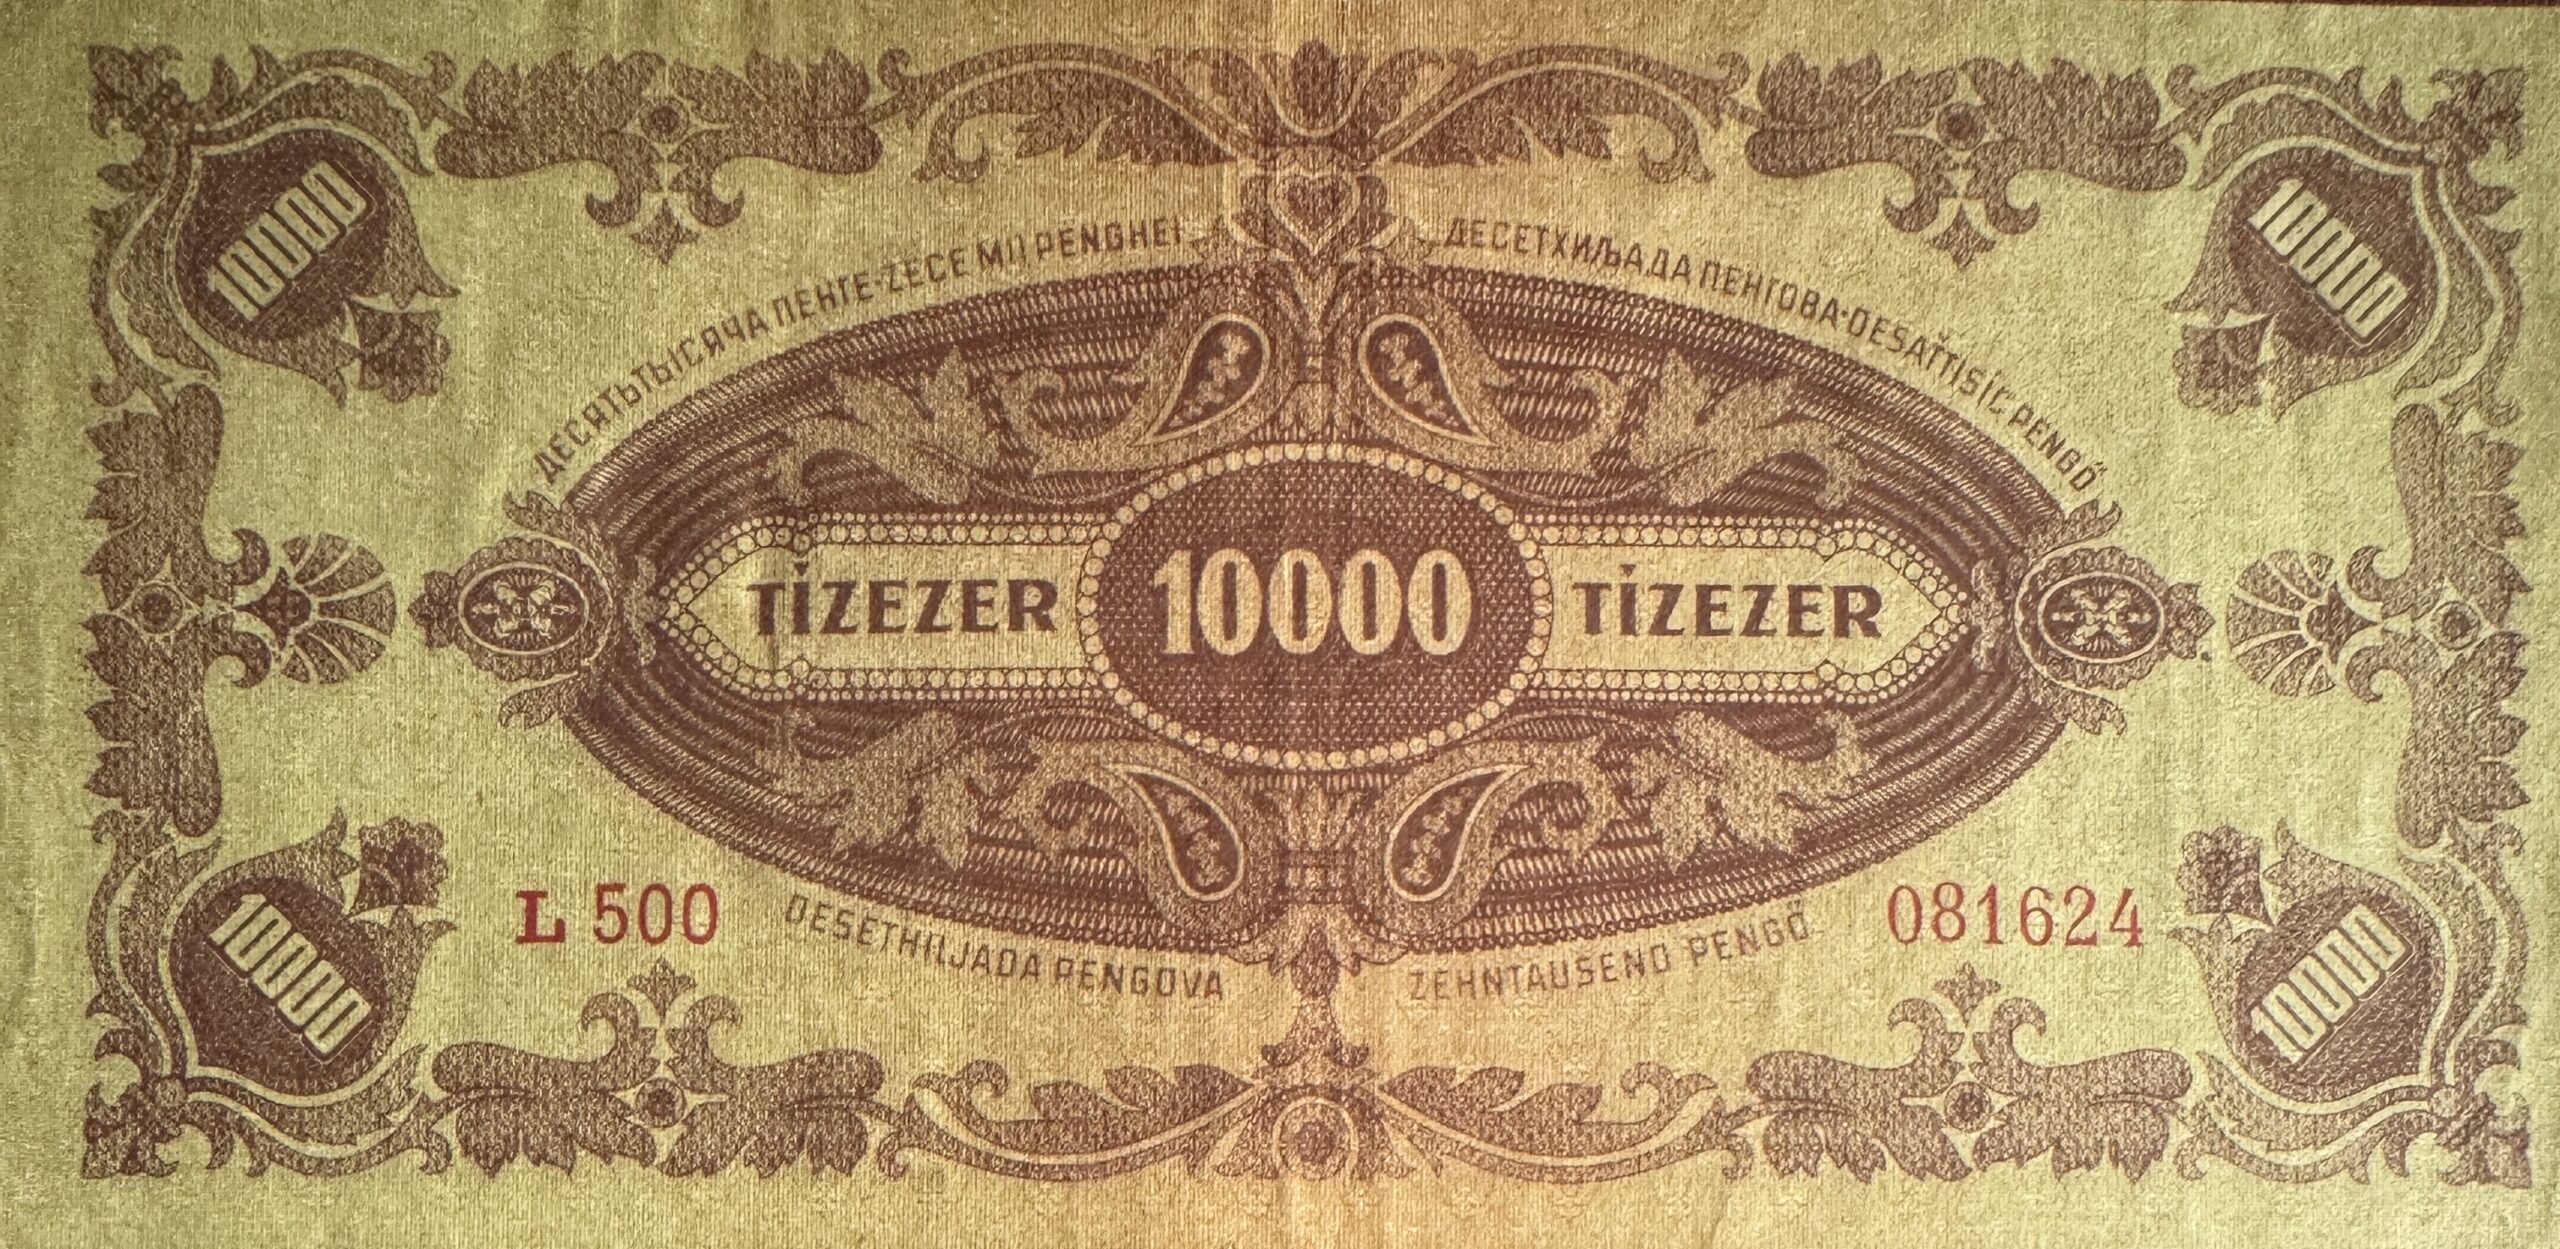 10000
10000
ДЕСЯТЬТЫСЯЧА ПЕНГЕ·ZECE MII PENGHEI
ДЕСЕТХИЉАДА ПЕНГОВА·DESAŤTISÍC PENGŐ
TÍZEZER 10000 TÍZEZER
L 500
081624
DESETHILJADA PENGOVA
ZEHNTAUSEND PENGŐ
10000
10000